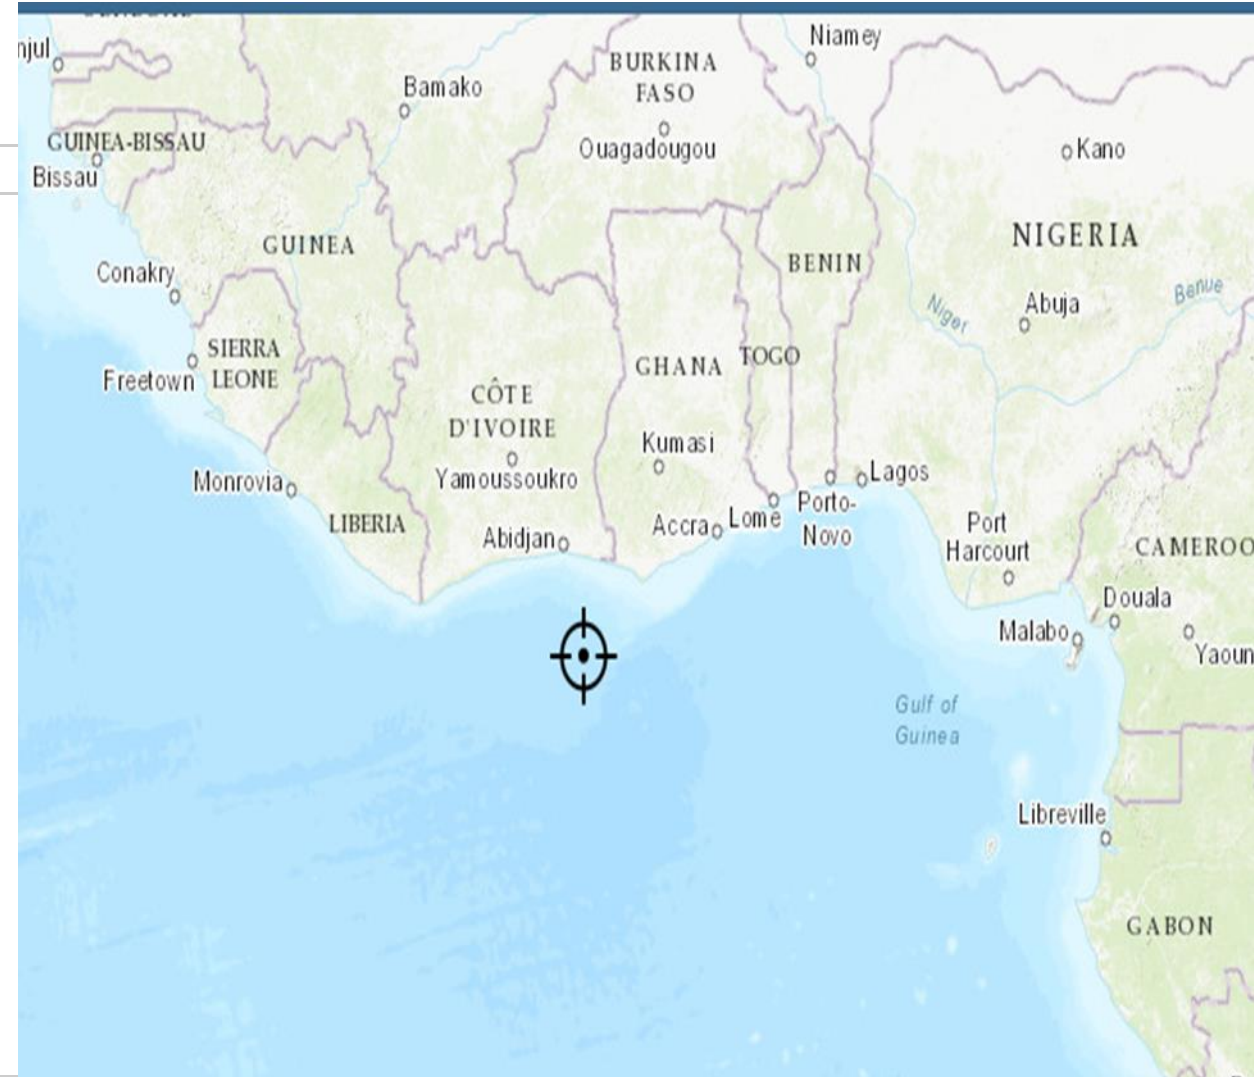 njul
Niamey
BURKINA
FASO
Bamako
Ouagadougou
Kano
GUINEA-BISSAU
Bissau
NIGERIA
GUINEA
BENIN
Conakry
Benue
Niger
Abuja
SIERRA
LEONE
Freetown
GHANA
TOGO
CÔTE
D'IVOIRE
Kumasi
Yamoussoukro
Lagos
Monrovia
Porto-
Novo
Lome
Accra
LIBERIA
Abidjan
Port
Harcourt
CAMEROO
Douala
Malabo
Yaoun
Gulf of
Guinea
Libreville
GABON